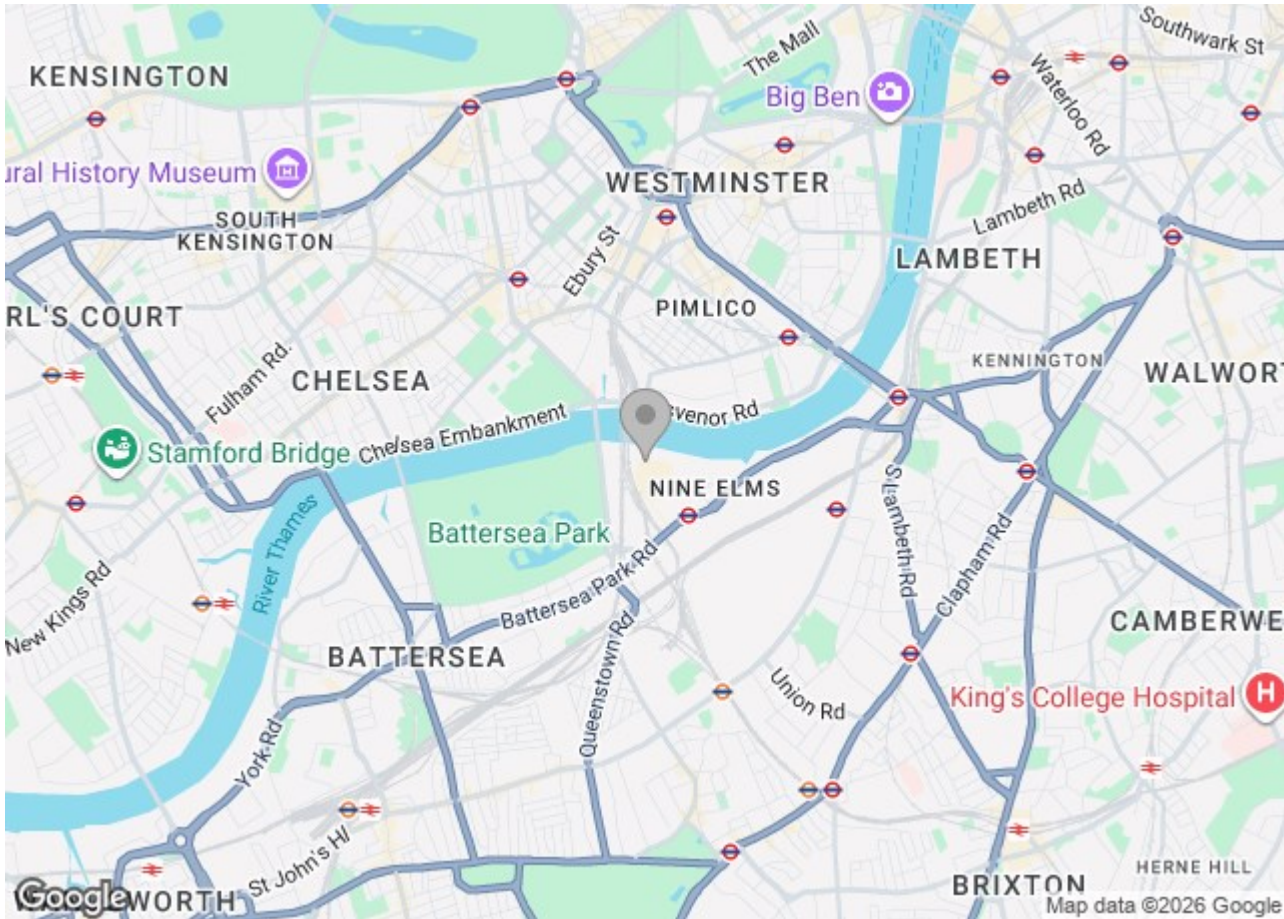 Southwark St
The Mall
KENSINGTON
Waterloo Rd
Big Ben
ural History Museum
WESTMINSTER
Lambeth Rd
SOUTH
KENSINGTON
Ebury St
LAMBETH
PIMLICO
RL'S COURT
Fulham Rd.
KENNINGTON
CHELSEA
WALWORT
svenor Rd
Chelsea Embankment
Stamford Bridge
NINE ELMS
S Lambeth Rd
River Thames
Battersea Park
Clapham Rd
New Kings Rd
Battersea Park Rd
CAMBERWE
BATTERSEA
Queenstown Rd
Union Rd
King's College Hospital
H
York Rd
St John's Hl
HERNE HILL
BRIXTON
WORTH
Google
Map data ©2026 Google